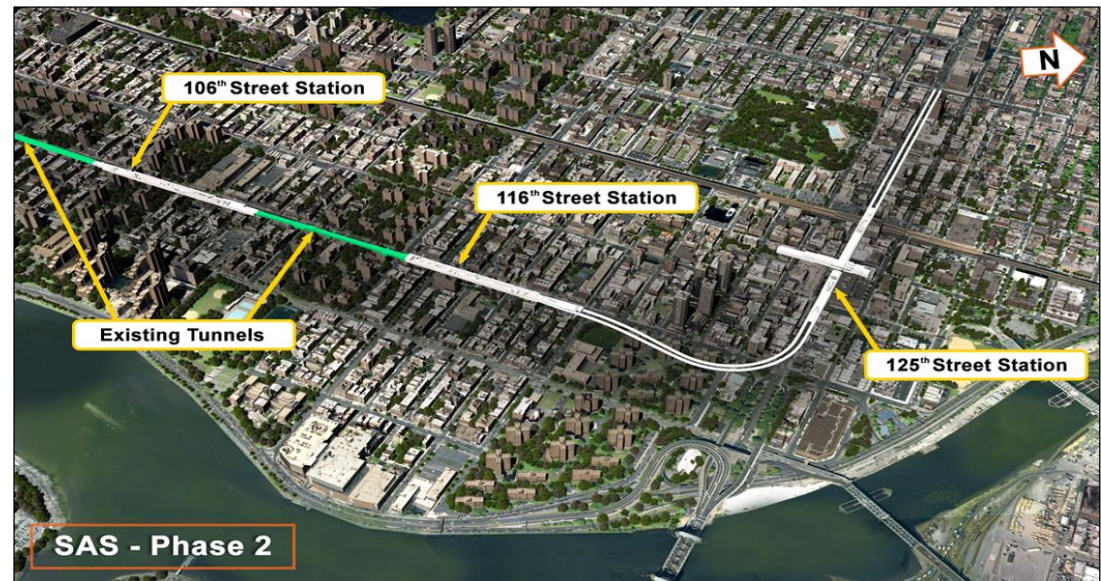 N
106th Street Station
116th Street Station
Existing Tunnels
125th Street Station
SAS - Phase 2